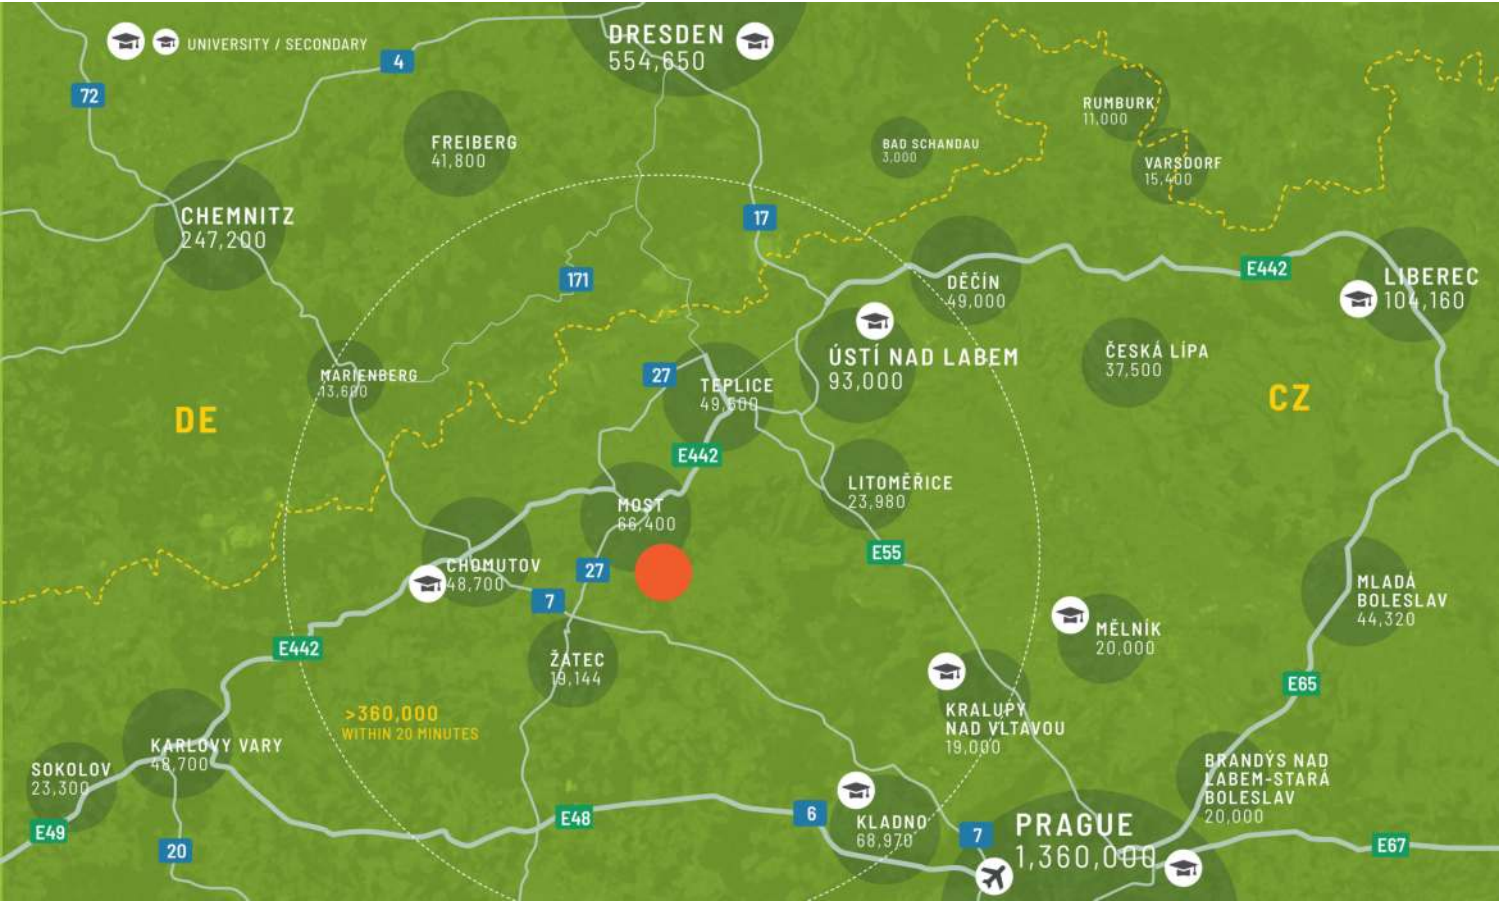 UNIVERSITY / SECONDARY
DRESDEN
554,650
4
72
RUMBURK
11,000
FREIBERG
41,800
BAD SCHANDAU
3,000
VARSDORF
15,400
CHEMNITZ
247,200
17
171
E442
DĚČÍN
49,000
LIBEREC
104,160
ÚSTÍ NAD LABEM
93,000
ČESKÁ LÍPA
37,500
MARIENBERG
13,600
27
TEPLICE
49,600
DE
CZ
E442
LITOMĚŘICE
23,980
MOST
66,400
E55
CHOMUTOV
48,700
27
7
MLADÁ
BOLESLAV
44,320
MĚLNÍK
20,000
E442
ŽATEC
19,144
E65
>360,000
WITHIN 20 MINUTES
KRALUPY
NAD VLTAVOU
19,000
KARLOVY VARY
48,700
SOKOLOV
23,300
BRANDÝS NAD
LABEM-STARÁ
BOLESLAV
20,000
E49
E48
6
KLADNO
68,970
7
PRAGUE
1,360,000
20
E67